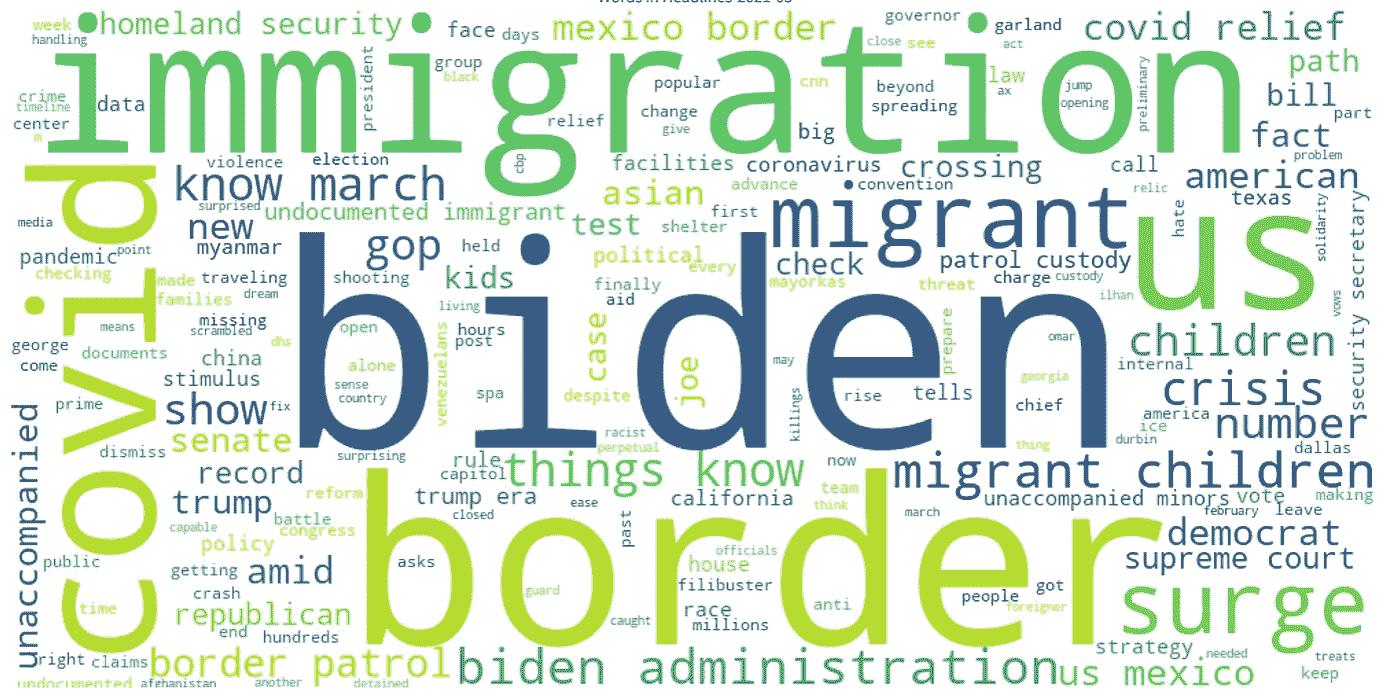 Words in Headlines 2021-03
week
handling
homeland security
face
days
mexico border
governor
close
see
garland
act
covid relief
path
immigration
group
black
president
popular
cnn
beyond
spreading
law
ax
jump
opening
preliminary
bill
part
crime
timeline
center
m
data
relief
change
give
big
fact
problem
covid
violence
election
cbp
facilities
coronavirus
crossing
call
american
know march
surprised
undocumented immigrant
asian
advance
convention
relic
texas
media
new
myanmar
gop
held
test
shelter
first
migrant
hate
us
solidarity
security secretary
pandemic
point
checking
made
traveling
families
dream
shooting
kids
political
every
finally
aid
check
mayorkas
patrol custody
threat
charge
custody
ilhan
vows
missing
scrambled
means
george
come
documents
dhs
china
stimulus
biden
open
alone
sense
country
living
hours
post
venezuelans
spa
case
despite
joe
may
killings
rise
prepare
tells
omar
georgia
chief
thing
children
internal
crisis
america
ice
number
durbin
dallas
prime
show
fix
dismiss
senate
surprising
racist
perpetual
unaccompanied
record
rule
capitol
things know
now
migrant children
trump
reform
trump era
california
team
think
unaccompanied minors
vote
making
february
leave
capable
battle
congress
policy
closed
ease
past
march
democrat
supreme court
public
getting
amid
border
asks
guard
officials
house
filibuster
race
millions
anti
people
got
foreigner
surge
time
crash
republican
end
hundreds
caught
strategy
needed
treats
keep
right
claims
border patrol
biden administration
us mexico
undocumented
afghanistan
another
detained